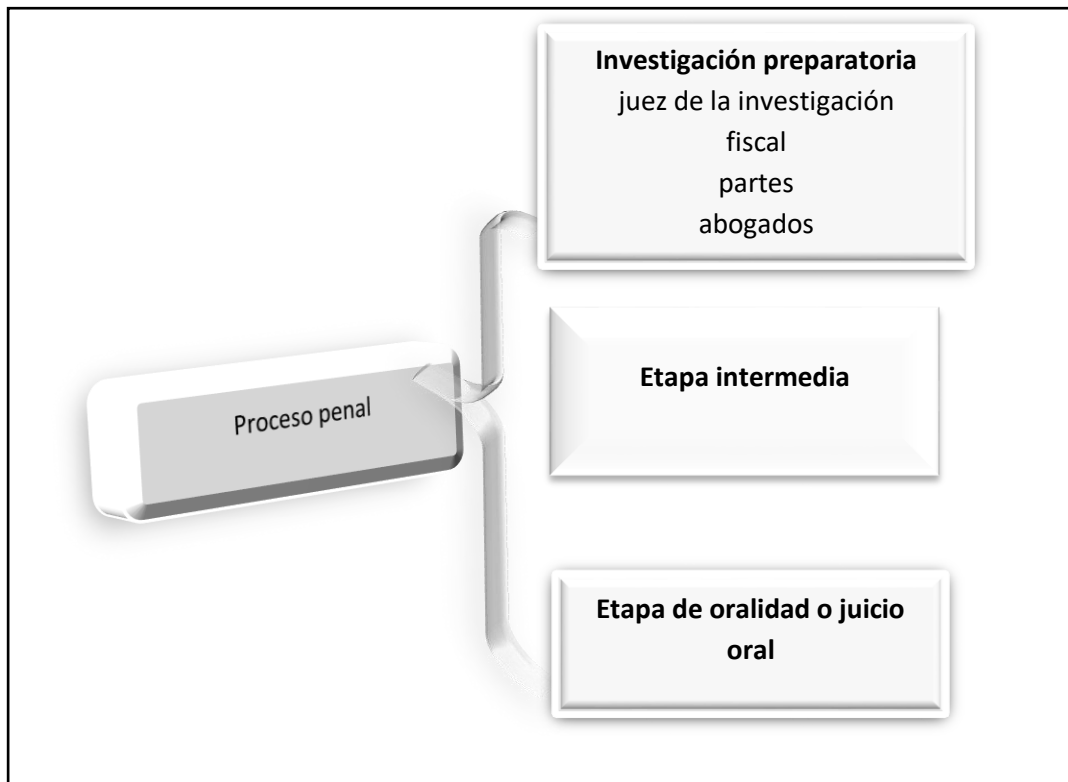 Proceso penal
Investigación preparatoria
juez de la investigación
fiscal
partes
abogados
Etapa intermedia
Etapa de oralidad o juicio
oral